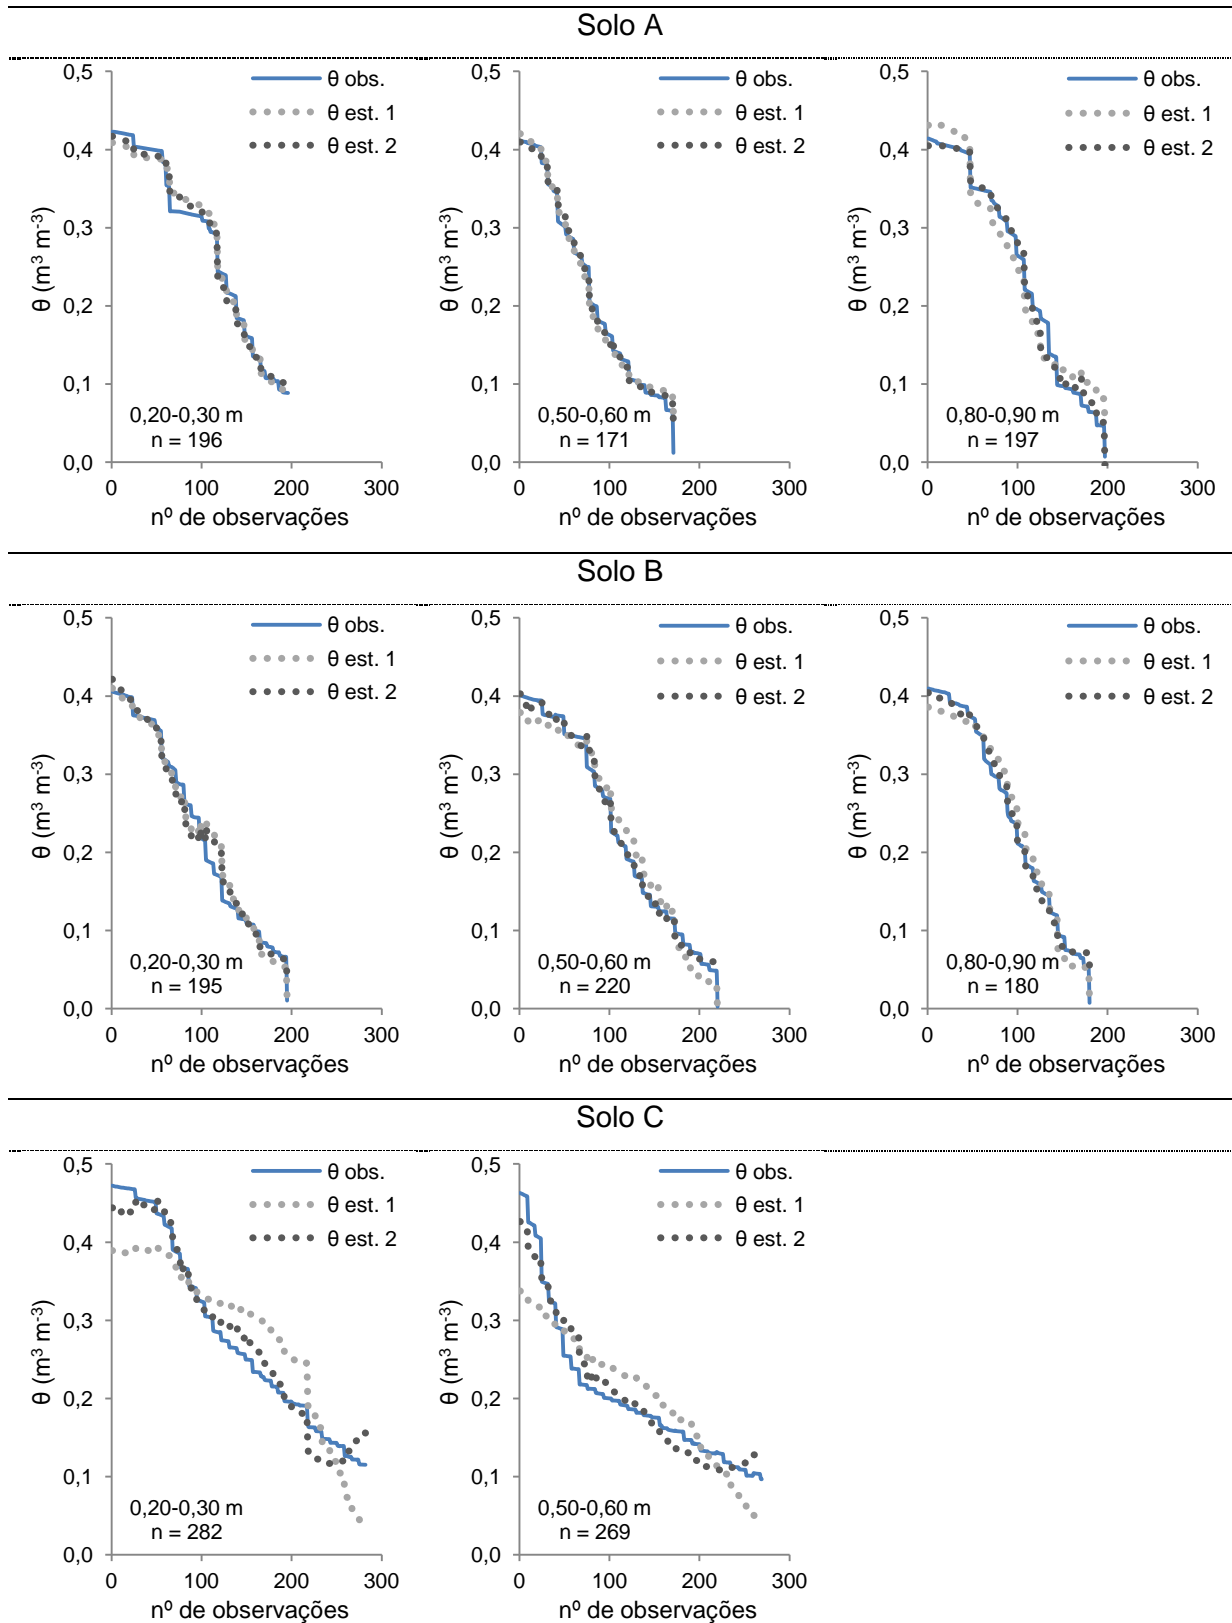 Solo A
θ (m³ m⁻³)
0,5
0,4
0,3
0,2
0,1
0,0
θ obs.
θ est. 1
θ est. 2
0,20-0,30 m
n = 196
0 100 200 300
nº de observações
θ (m³ m⁻³)
0,5
0,4
0,3
0,2
0,1
0,0
θ obs.
θ est. 1
θ est. 2
0,50-0,60 m
n = 171
0 100 200 300
nº de observações
θ (m³ m⁻³)
0,5
0,4
0,3
0,2
0,1
0,0
θ obs.
θ est. 1
θ est. 2
0,80-0,90 m
n = 197
0 100 200 300
nº de observações
Solo B
θ (m³ m⁻³)
0,5
0,4
0,3
0,2
0,1
0,0
θ obs.
θ est. 1
θ est. 2
0,20-0,30 m
n = 195
0 100 200 300
nº de observações
θ (m³ m⁻³)
0,5
0,4
0,3
0,2
0,1
0,0
θ obs.
θ est. 1
θ est. 2
0,50-0,60 m
n = 220
0 100 200 300
nº de observações
θ (m³ m⁻³)
0,5
0,4
0,3
0,2
0,1
0,0
θ obs.
θ est. 1
θ est. 2
0,80-0,90 m
n = 180
0 100 200 300
nº de observações
Solo C
θ (m³ m⁻³)
0,5
0,4
0,3
0,2
0,1
0,0
θ obs.
θ est. 1
θ est. 2
0,20-0,30 m
n = 282
0 100 200 300
nº de observações
θ (m³ m⁻³)
0,5
0,4
0,3
0,2
0,1
0,0
θ obs.
θ est. 1
θ est. 2
0,50-0,60 m
n = 269
0 100 200 300
nº de observações